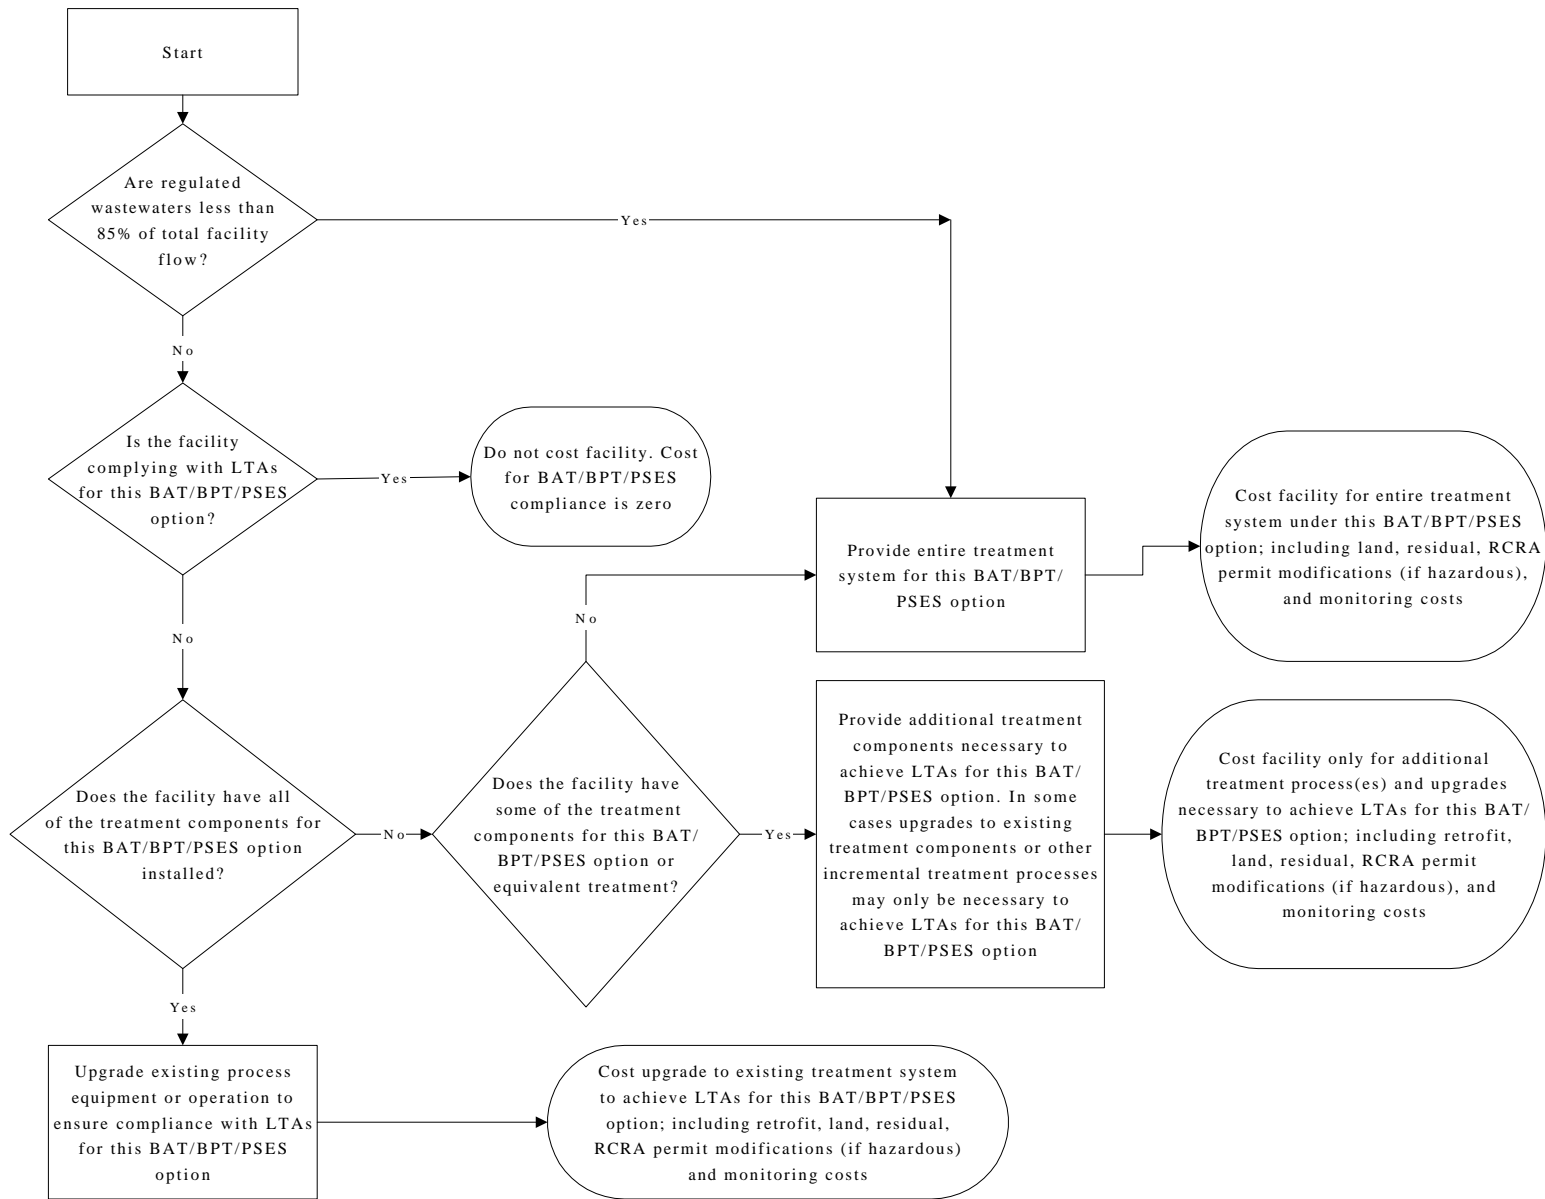 Start
Are regulated
wastewaters less than
85% of total facility
flow?
Yes
No
Is the facility
complying with LTAs
for this BAT/BPT/PSES
option?
Yes
Do not cost facility. Cost
for BAT/BPT/PSES
compliance is zero
No
Provide entire treatment
system for this BAT/BPT/
PSES option
Cost facility for entire treatment
system under this BAT/BPT/PSES
option; including land, residual, RCRA
permit modifications (if hazardous),
and monitoring costs
No
Does the facility have all
of the treatment components for
this BAT/BPT/PSES option
installed?
No
Does the facility have
some of the treatment
components for this BAT/
BPT/PSES option or
equivalent treatment?
Yes
Provide additional treatment
components necessary to
achieve LTAs for this BAT/
BPT/PSES option. In some
cases upgrades to existing
treatment components or other
incremental treatment processes
may only be necessary to
achieve LTAs for this BAT/
BPT/PSES option
Cost facility only for additional
treatment process(es) and upgrades
necessary to achieve LTAs for this BAT/
BPT/PSES option; including retrofit,
land, residual, RCRA permit
modifications (if hazardous), and
monitoring costs
Yes
Upgrade existing process
equipment or operation to
ensure compliance with LTAs
for this BAT/BPT/PSES
option
Cost upgrade to existing treatment system
to achieve LTAs for this BAT/BPT/PSES
option; including retrofit, land, residual,
RCRA permit modifications (if hazardous)
and monitoring costs